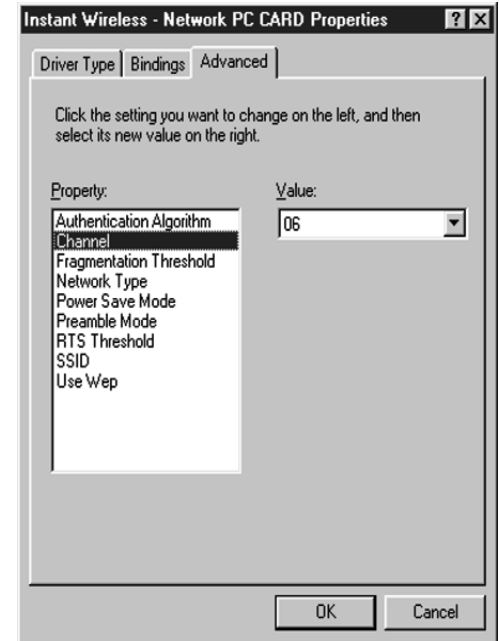 Instant Wireless - Network PC CARD Properties
Driver Type Bindings Advanced
Click the setting you want to change on the left, and then
select its new value on the right.
Property: Value:
Authentication Algorithm
Channel
Fragmentation Threshold
Network Type
Power Save Mode
Preamble Mode
RTS Threshold
SSID
Use Wep
06
OK Cancel